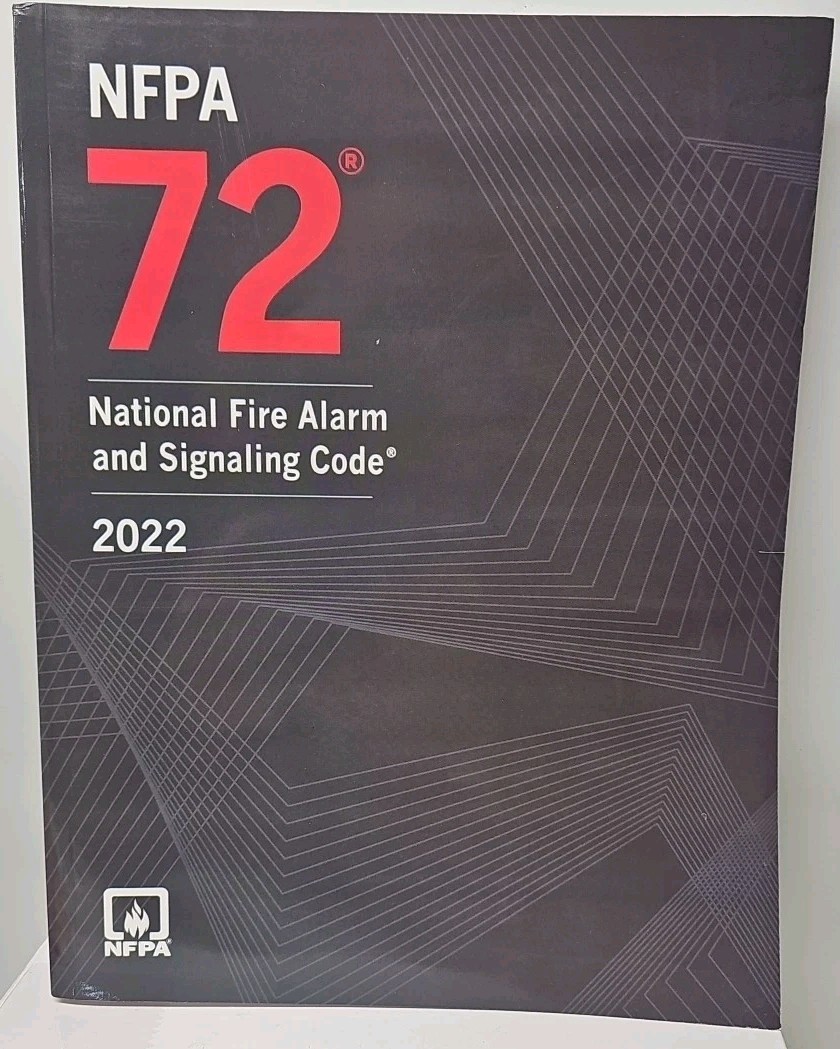 NFPA
72®
National Fire Alarm
and Signaling Code®
2022
NFPA